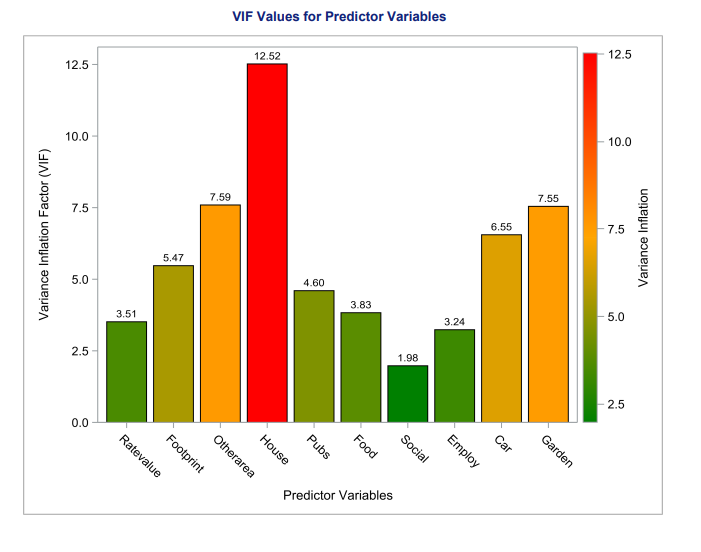 VIF Values for Predictor Variables
Variance Inflation Factor (VIF)
12.5
10.0
7.5
5.0
2.5
0.0
3.51
5.47
7.59
12.52
4.60
3.83
1.98
3.24
6.55
7.55
Ratevalue
Footprint
Otherarea
House
Pubs
Food
Social
Employ
Car
Garden
Predictor Variables
12.5
10.0
7.5
5.0
2.5
Variance Inflation